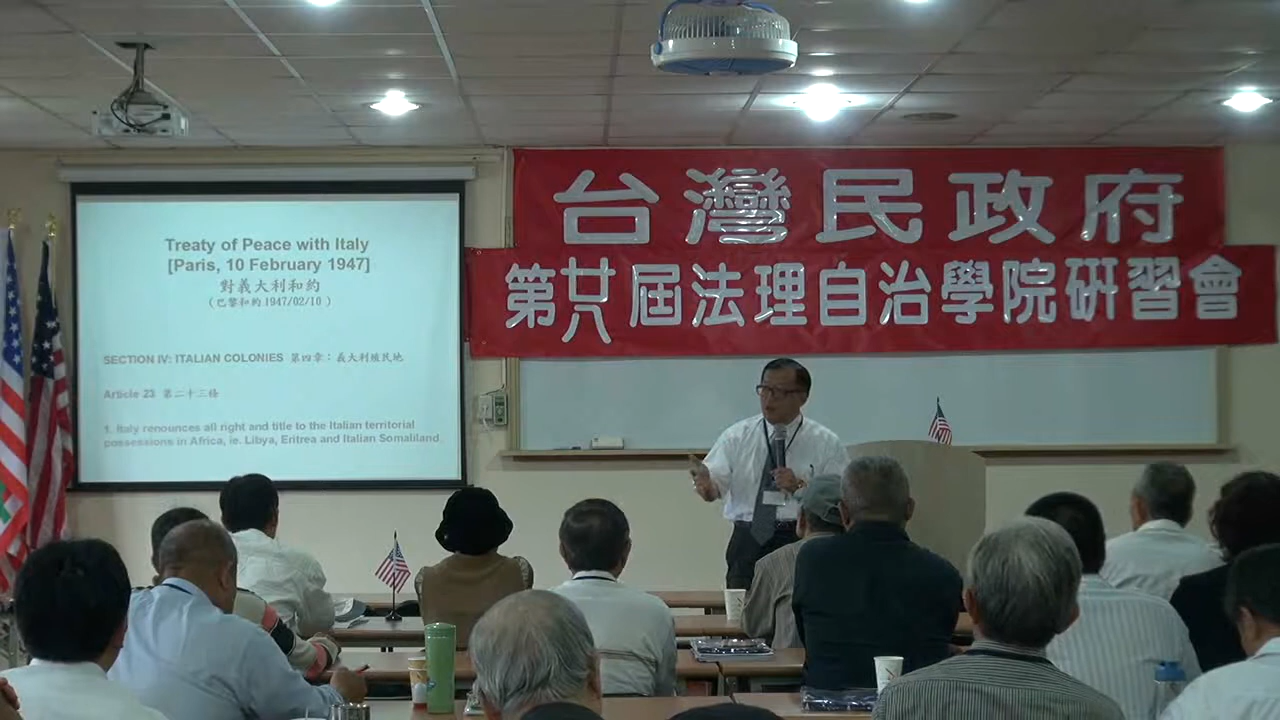 台灣民政府
第廿八屆法理自治學院研習會
Treaty of Peace with Italy
[Paris, 10 February 1947]
對義大利和約
(巴黎和約 1947/02/10 )
SECTION IV: ITALIAN COLONIES 第四章：義大利殖民地
Article 23 第二十三條
1. Italy renounces all right and title to the Italian territorial
possessions in Africa, ie. Libya, Eritrea and Italian Somaliland.